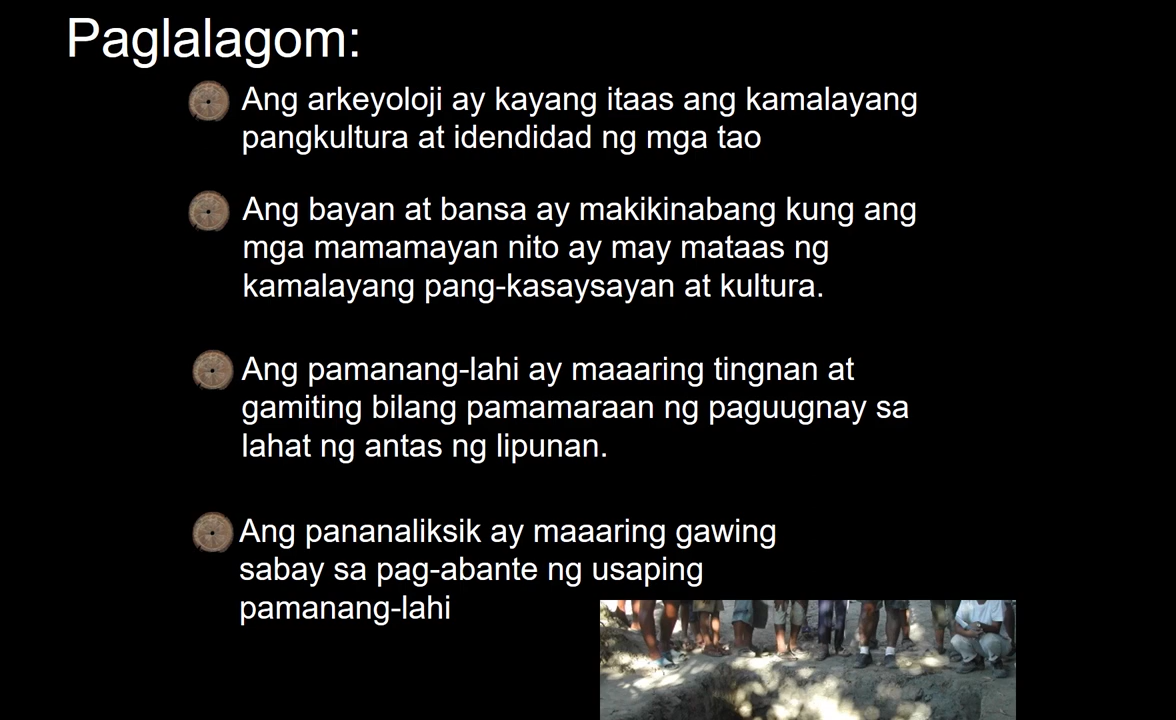 Paglalagom:
Ang arkeyoloji ay kayang itaas ang kamalayang
pangkultura at idendidad ng mga tao
Ang bayan at bansa ay makikinabang kung ang
mga mamamayan nito ay may mataas ng
kamalayang pang-kasaysayan at kultura.
Ang pamanang-lahi ay maaaring tingnan at
gamiting bilang pamamaraan ng paguugnay sa
lahat ng antas ng lipunan.
Ang pananaliksik ay maaaring gawing
sabay sa pag-abante ng usaping
pamanang-lahi